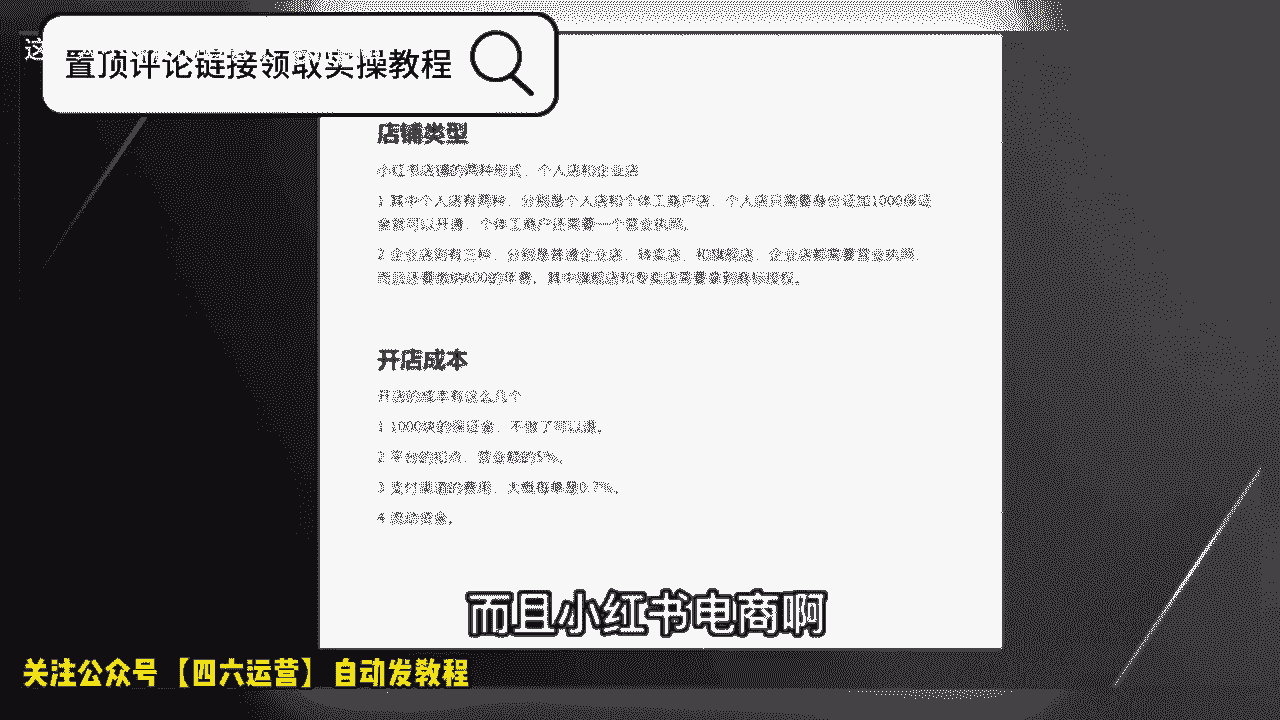 这
置顶评论链接领取实操教程
店铺类型
小红书店铺的两种形式，个人店和企业店
1 其中个人店有两种，分别是个人店和个体工商户店，个人店只需要身份证加1000保证
金就可以开通，个体工商户还需要一个营业执照。
2 企业店则有三种，分别是普通企业店、专卖店、和旗舰店，企业店都需要营业执照，
而且还要缴纳600的年费，其中旗舰店和专卖店需要拿到商标授权。
开店成本
开店的成本有这么几个
1 1000块的保证金，不做了可以退。
2 平台的扣点，营业额的5%。
3 支付渠道的费用，大概每单是0.7%。
4 流动资金。
而且小红书电商啊
关注公众号【四六运营】自动发教程